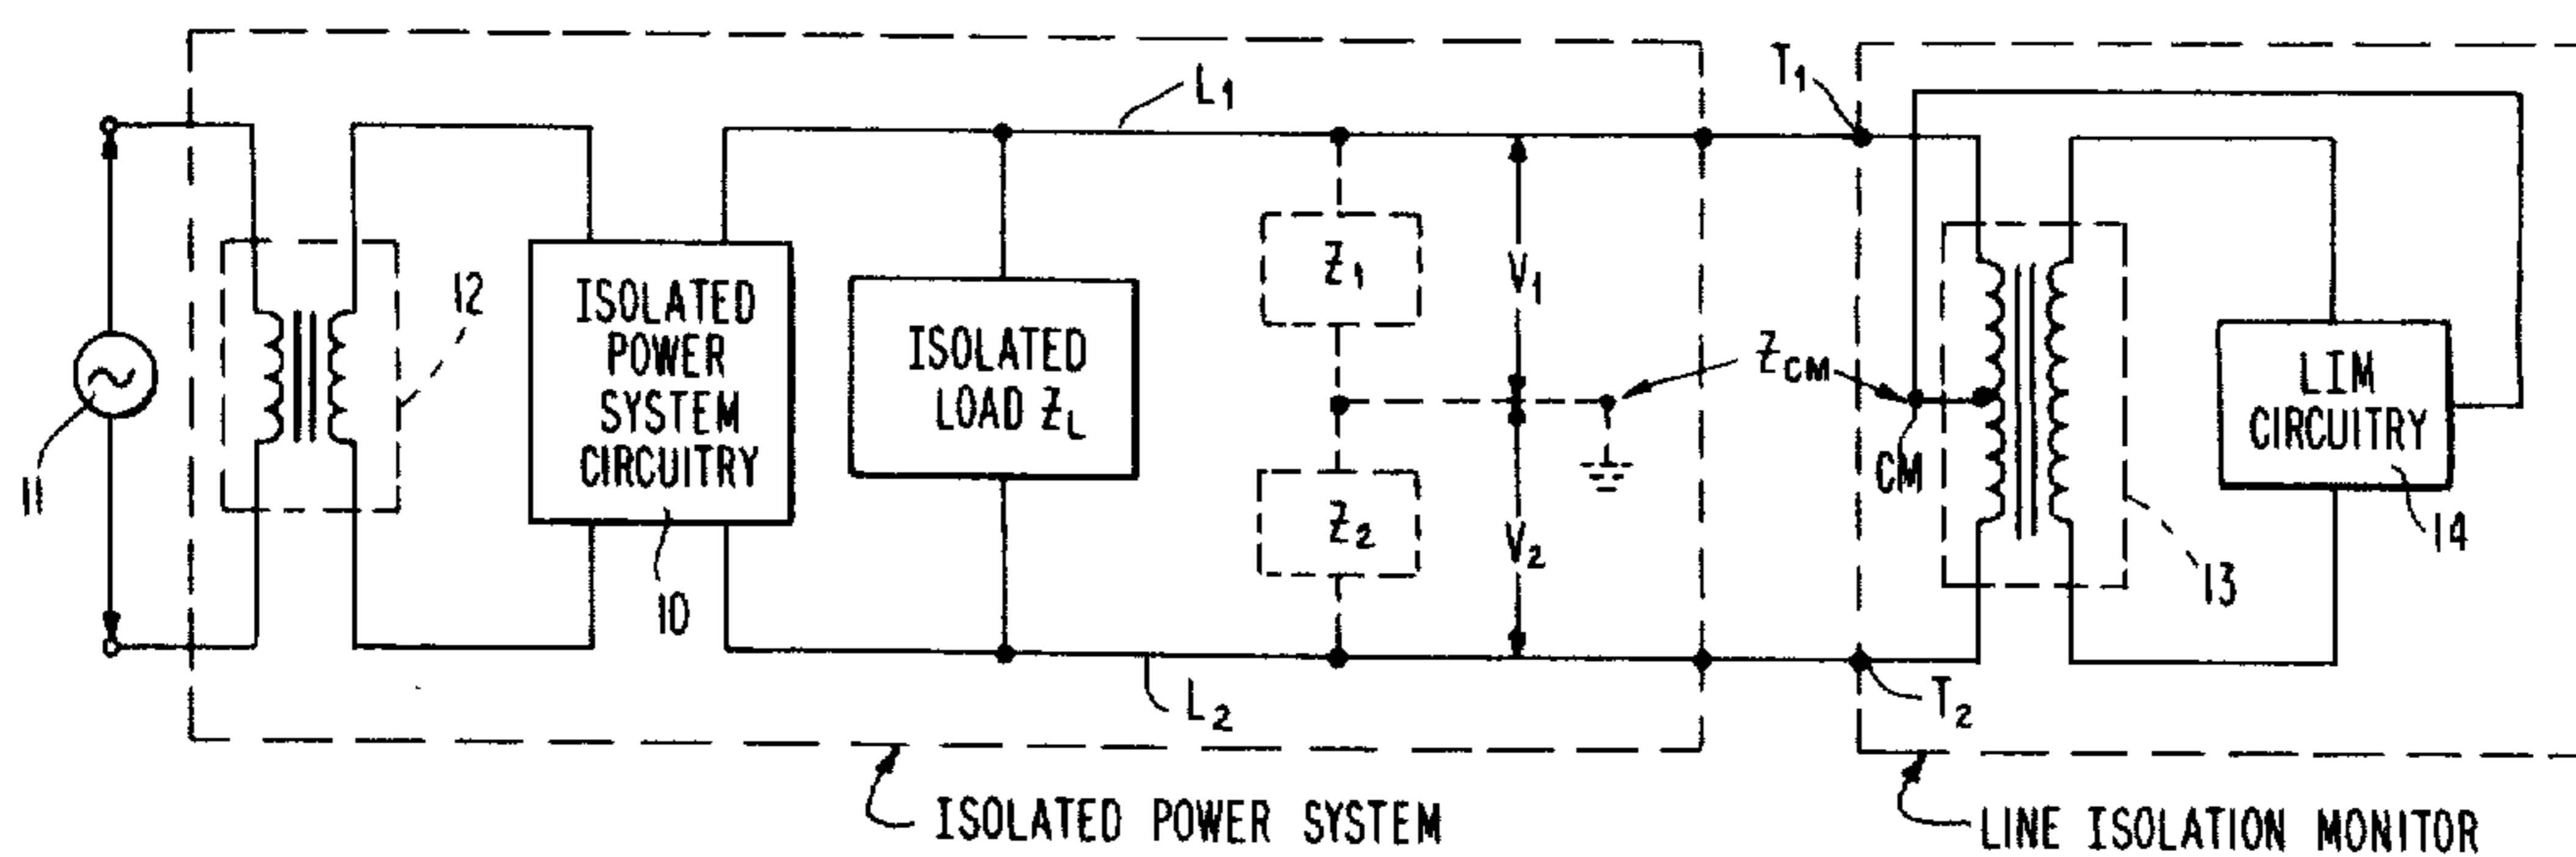 L1
T1
12
ISOLATED
POWER
SYSTEM
CIRCUITRY
ISOLATED
LOAD ZL
Z1
V1
ZCM
LIM
CIRCUITRY
CM
11
Z2
V2
14
13
10
L2
T2
ISOLATED POWER SYSTEM
LINE ISOLATION MONITOR